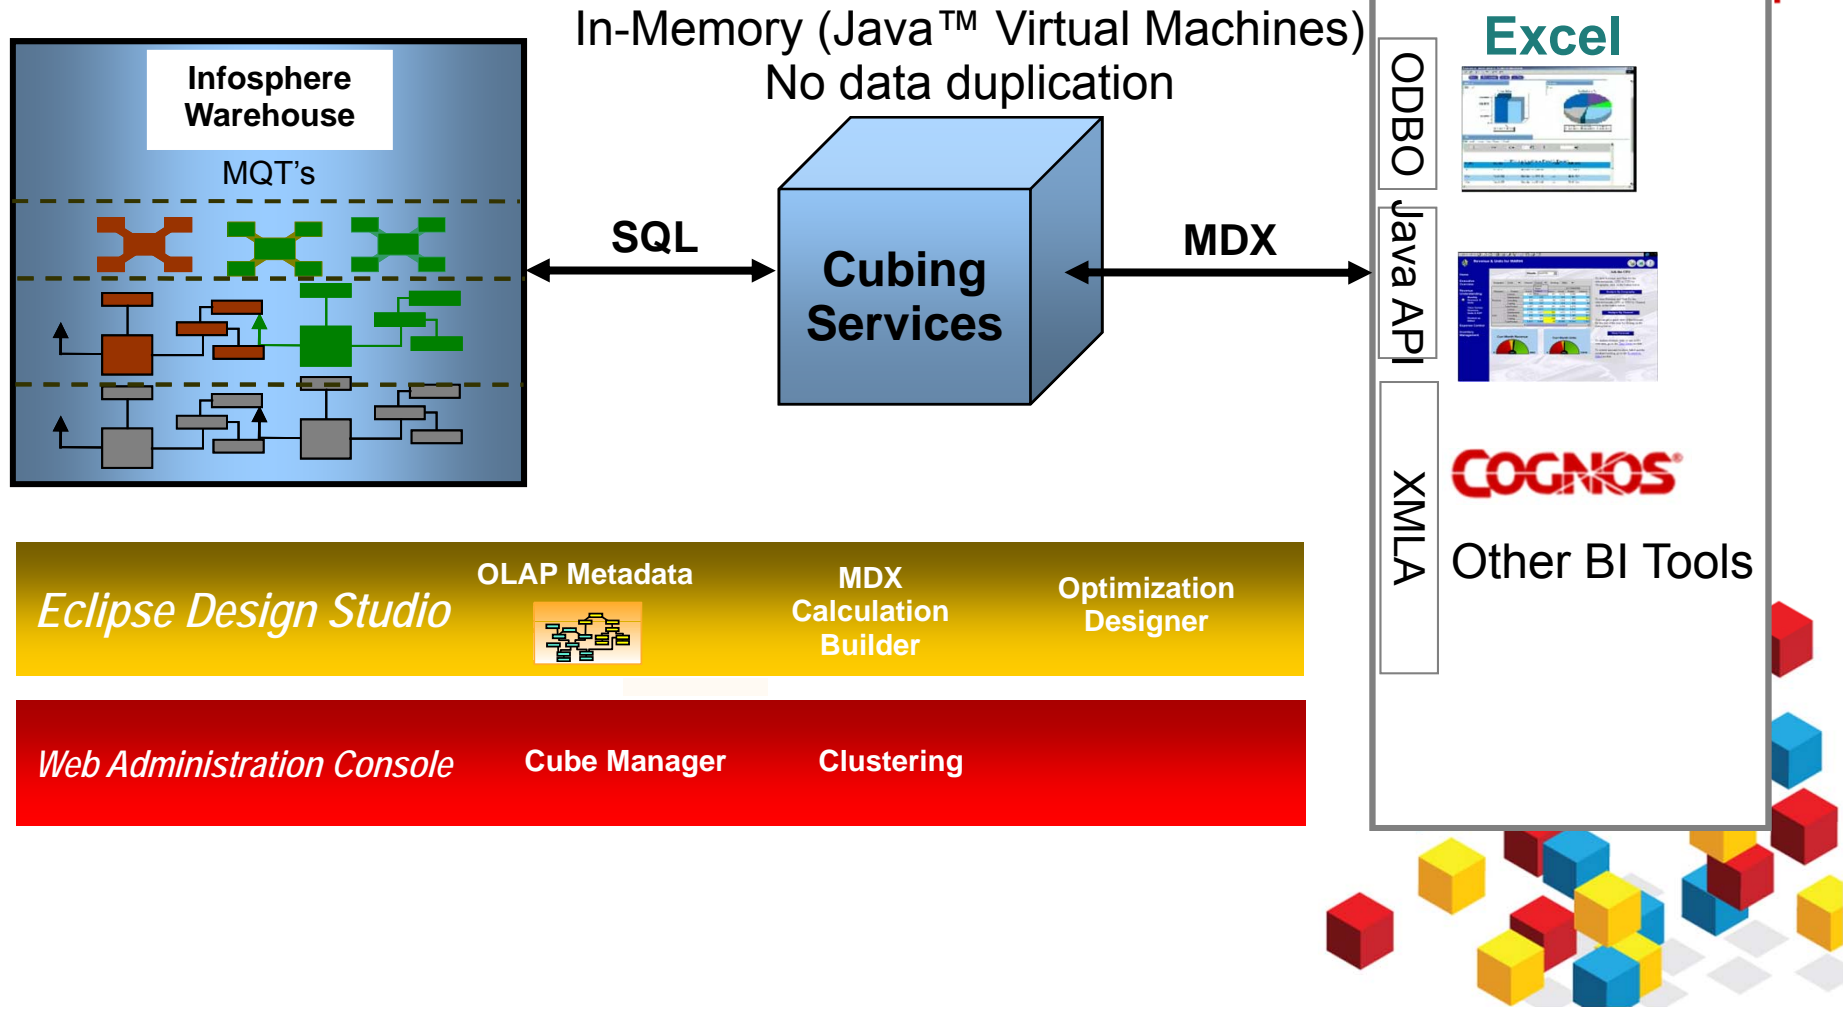 In-Memory (Java™ Virtual Machines)
No data duplication
Infosphere
Warehouse
MQT's
SQL
Cubing
Services
MDX
ODBO
Java API
XMLA
Excel
COGNOS®
Other BI Tools
Eclipse Design Studio
OLAP Metadata
MDX
Calculation
Builder
Optimization
Designer
Web Administration Console
Cube Manager
Clustering